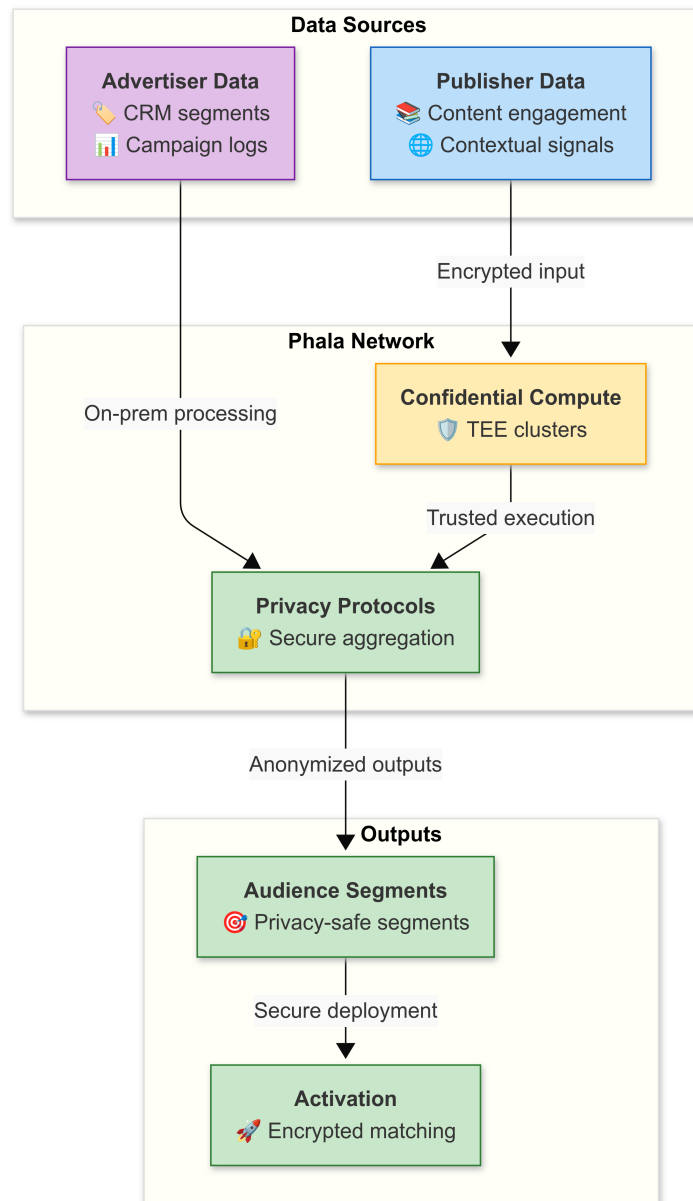 Data Sources
Advertiser Data
🏷️ CRM segments
📊 Campaign logs
Publisher Data
📚 Content engagement
🌐 Contextual signals
Encrypted input
Phala Network
On-prem processing
Confidential Compute
🛡️ TEE clusters
Trusted execution
Privacy Protocols
🔐 Secure aggregation
Anonymized outputs
Outputs
Audience Segments
🎯 Privacy-safe segments
Secure deployment
Activation
🚀 Encrypted matching